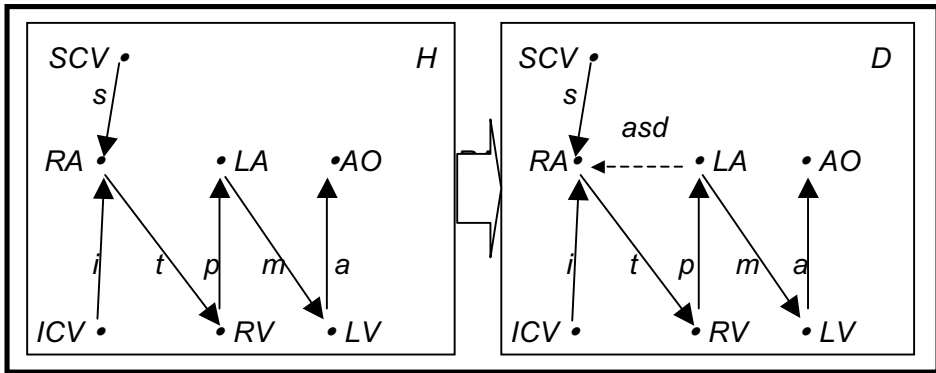 SCV H
s
RA LA AO
i t p m a
ICV RV LV
SCV D
s
asd
RA LA AO
i t p m a
ICV RV LV